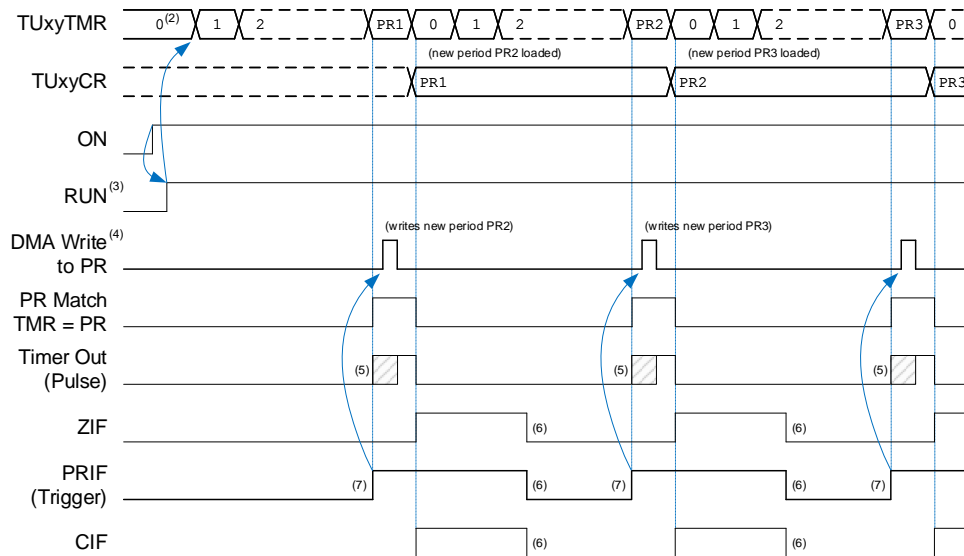 TUxyTMR 0(2) 1 2 PR1 0 1 2 PR2 0 1 2 PR3 0
(new period PR2 loaded) (new period PR3 loaded)
TUxyCR PR1 PR2 PR3
ON
RUN(3)
(writes new period PR2) (writes new period PR3)
DMA Write(4)
to PR
PR Match
TMR = PR
Timer Out
(Pulse) (5) (5) (5)
ZIF (6) (6)
PRIF
(Trigger) (7) (6) (7) (6) (7)
CIF (6) (6)